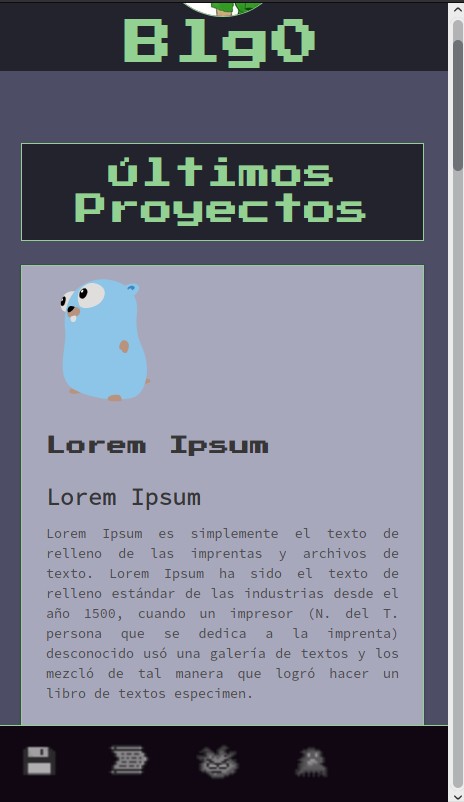 Blg0
Últimos
Proyectos
Lorem Ipsum
Lorem Ipsum
Lorem Ipsum es simplemente el texto de
relleno de las imprentas y archivos de
texto. Lorem Ipsum ha sido el texto de
relleno estándar de las industrias desde el
año 1500, cuando un impresor (N. del T.
persona que se dedica a la imprenta)
desconocido usó una galería de textos y los
mezcló de tal manera que logró hacer un
libro de textos especimen.